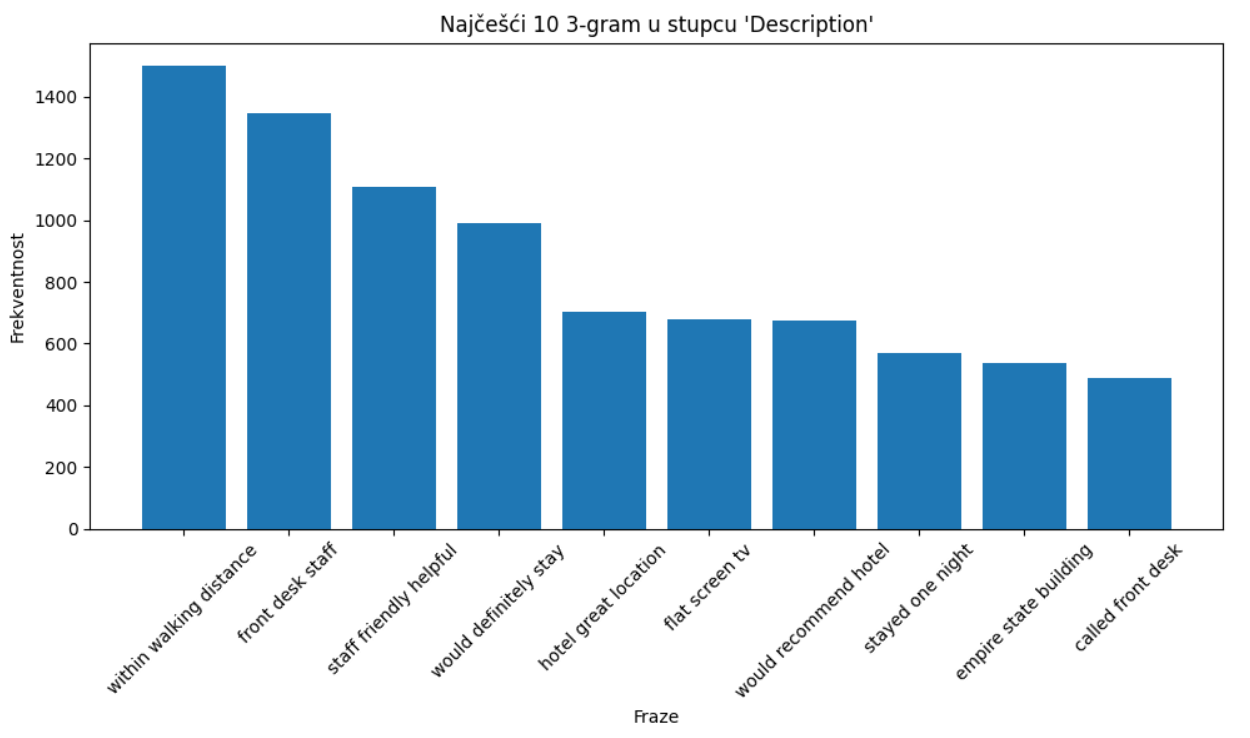 Najčešći 10 3-gram u stupcu 'Description'
Frekventnost
1400
1200
1000
800
600
400
200
0
within walking distance
front desk staff
staff friendly helpful
would definitely stay
hotel great location
flat screen tv
would recommend hotel
stayed one night
empire state building
called front desk
Fraze